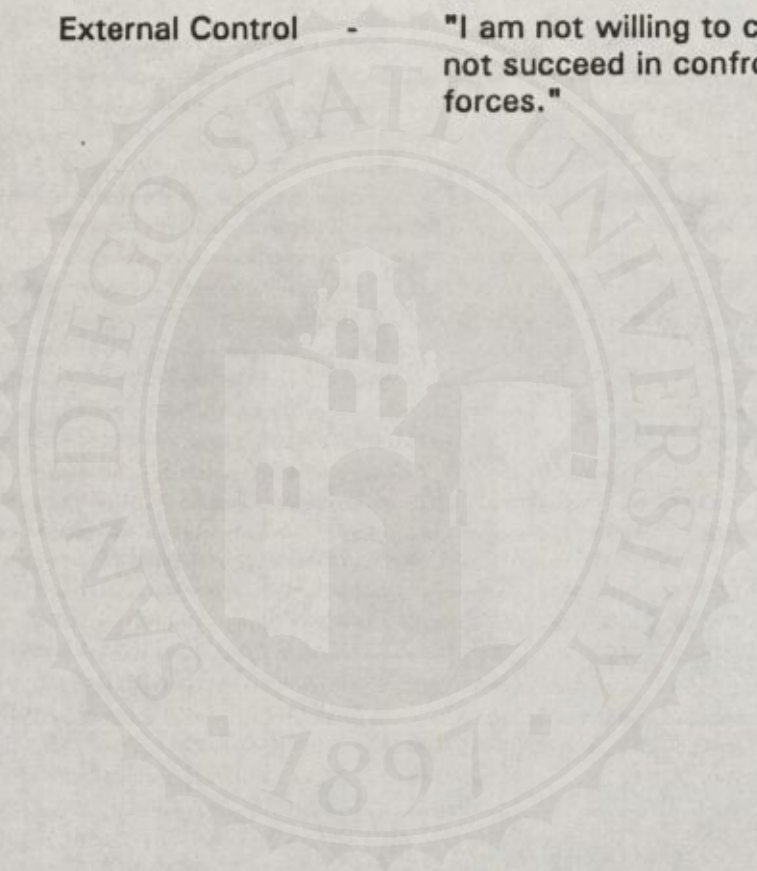 External Control - "I am not willing to
not succeed in
forces."
SAN DIEGO STATE UNIVERSITY
1897